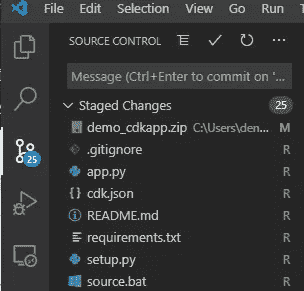 File Edit Selection View Go Run
SOURCE CONTROL
Message (Ctrl+Enter to commit on '...
Staged Changes 25
demo_cdkapp.zip C:\Users\den... M
.gitignore R
app.py R
cdk.json R
README.md R
requirements.txt R
setup.py R
source.bat R
25